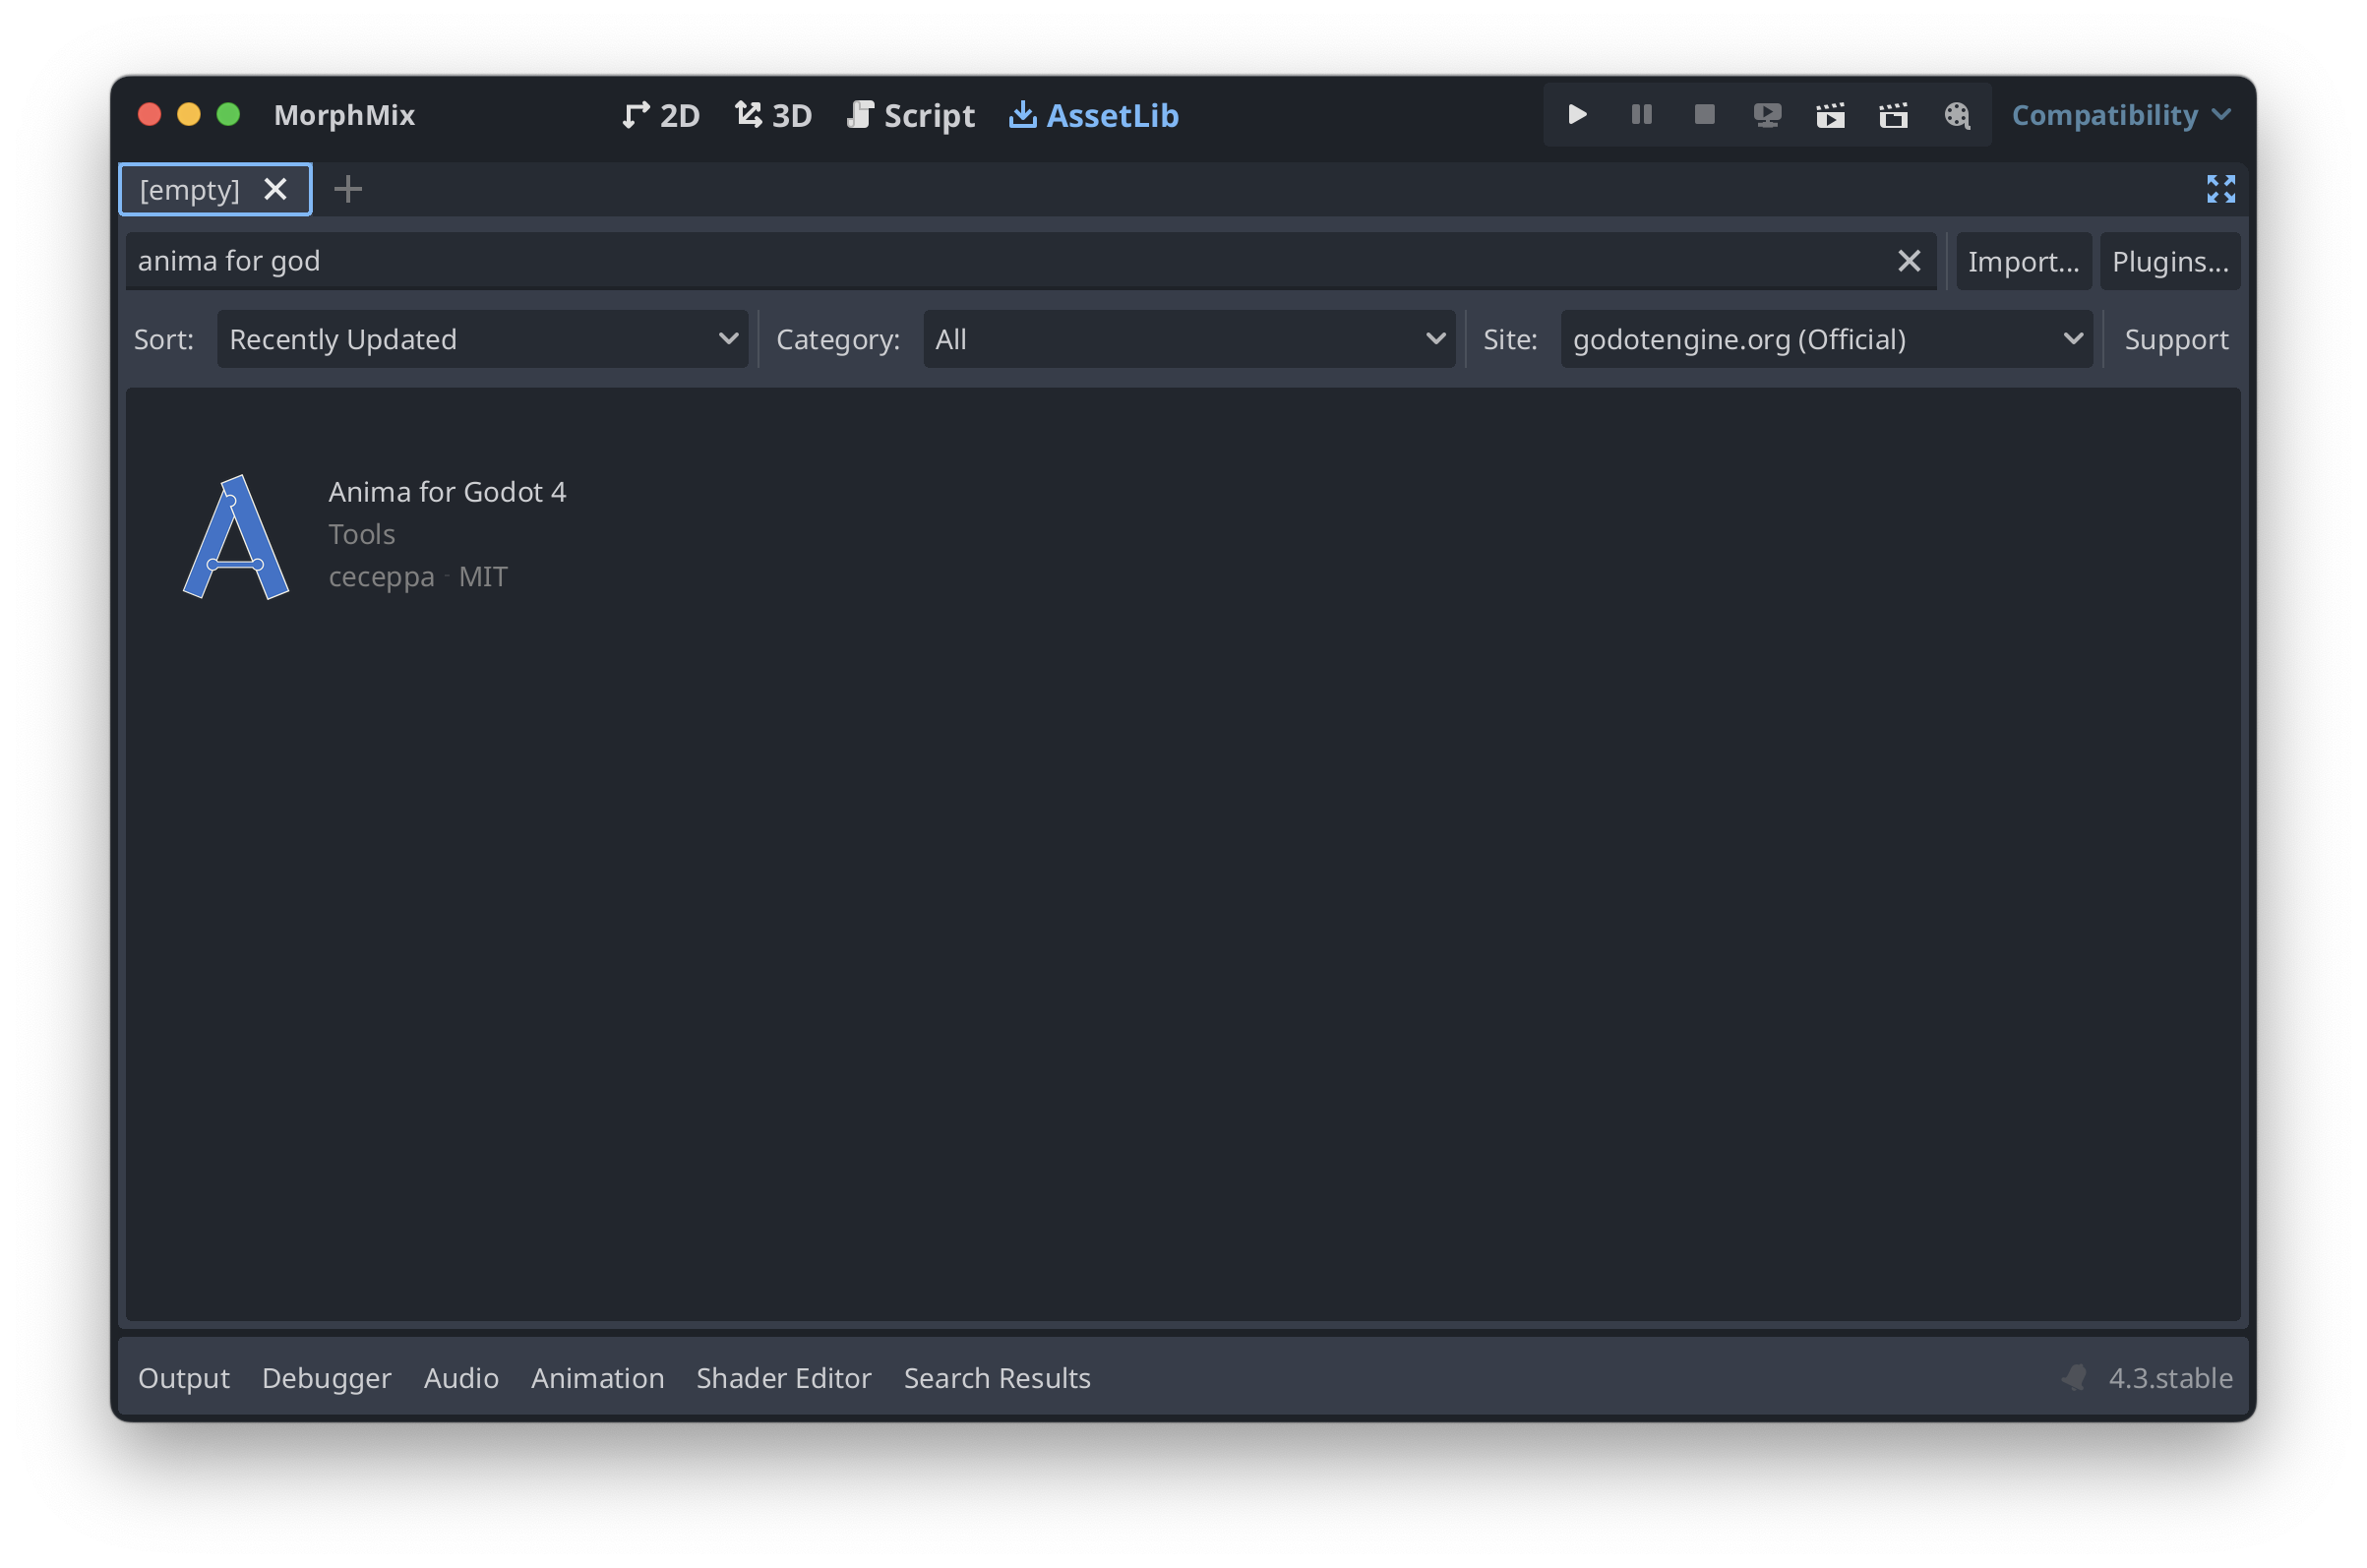 MorphMix 2D 3D Script AssetLib Compatibility
[empty]
anima for god Import... Plugins...
Sort: Recently Updated Category: All Site: godotengine.org (Official) Support
Anima for Godot 4
Tools
ceceppa - MIT
Output Debugger Audio Animation Shader Editor Search Results 4.3.stable